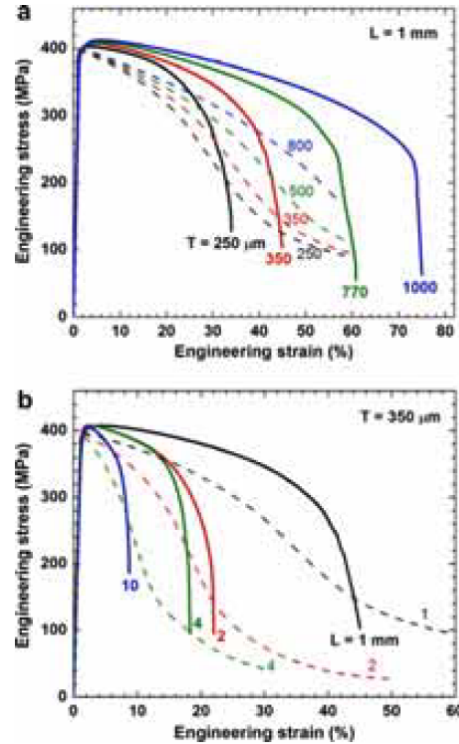 a
L = 1 mm
Engineering stress (MPa)
400
300
200
100
0
800
500
350
250
T = 250 μm
350
770
1000
0 10 20 30 40 50 60 70 80
Engineering strain (%)
b
T = 350 μm
Engineering stress (MPa)
400
300
200
100
0
10
4
2
L = 1 mm
1
4
2
0 10 20 30 40 50
Engineering strain (%)